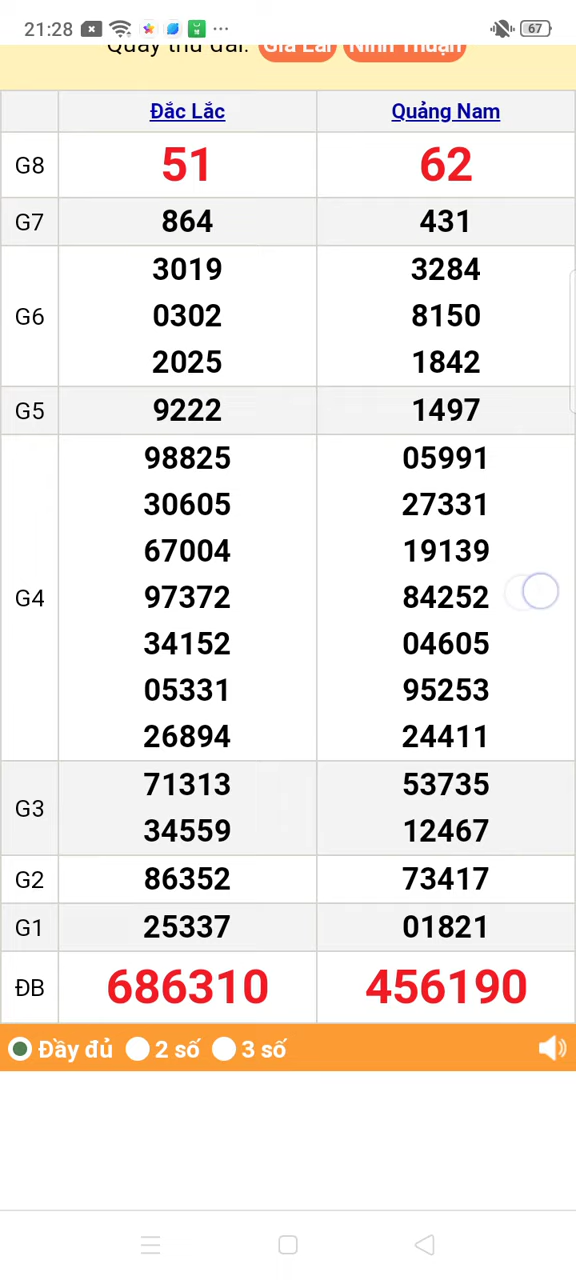 21:28 67
Quay thử đài: Gia Lai Ninh Thuận
Đắc Lắc Quảng Nam
G8 51 62
G7 864 431
3019 3284
G6 0302 8150
2025 1842
G5 9222 1497
98825 05991
30605 27331
67004 19139
G4 97372 84252
34152 04605
05331 95253
26894 24411
71313 53735
G3
34559 12467
G2 86352 73417
G1 25337 01821
ĐB 686310 456190
Đầy đủ 2 số 3 số